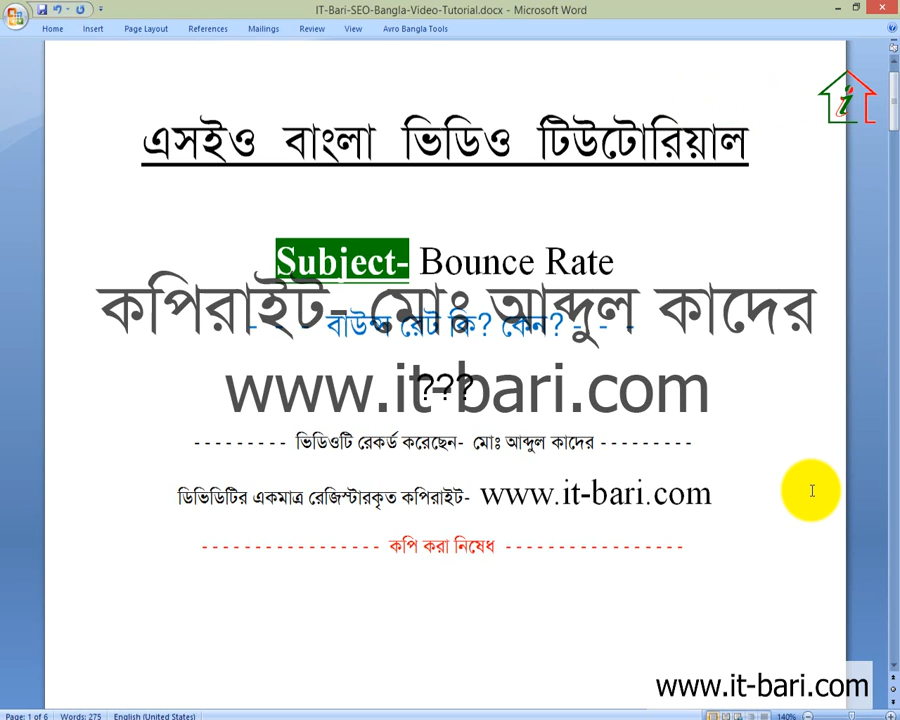 IT-Bari-SEO-Bangla-Video-Tutorial.docx - Microsoft Word
Home Insert Page Layout References Mailings Review View Avro Bangla Tools
এসইও বাংলা ভিডিও টিউটোরিয়াল
Subject- Bounce Rate
কপিরাইট- মোঃ আব্দুল কাদের
- - - বাউন্স রেট কি? কেন? - - -
www.it-bari.com
???
- - - - - - - - - ভিডিওটি রেকর্ড করেছেন- মোঃ আব্দুল কাদের - - - - - - - - -
ডিভিডিটির একমাত্র রেজিস্টারকৃত কপিরাইট- www.it-bari.com
- - - - - - - - - - - - - - - - - কপি করা নিষেধ - - - - - - - - - - - - - - - - -
www.it-bari.com
Page: 1 of 6 Words: 275 English (United States) 140%